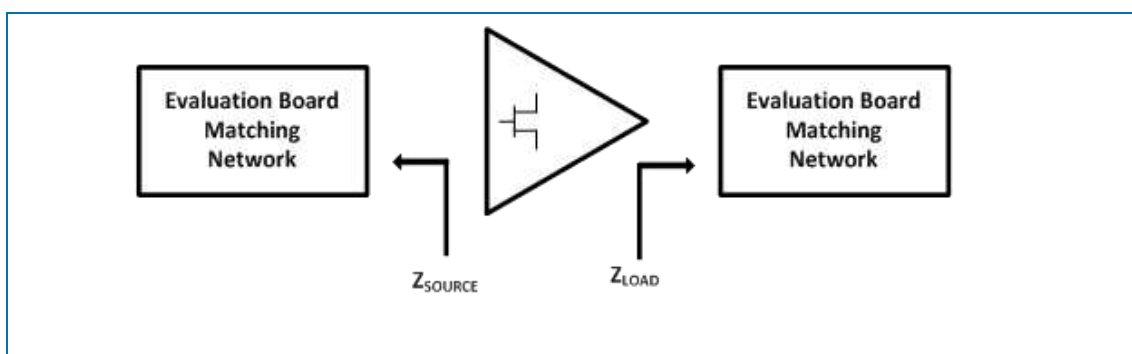 Evaluation Board
Matching
Network
Evaluation Board
Matching
Network
ZSOURCE
ZLOAD